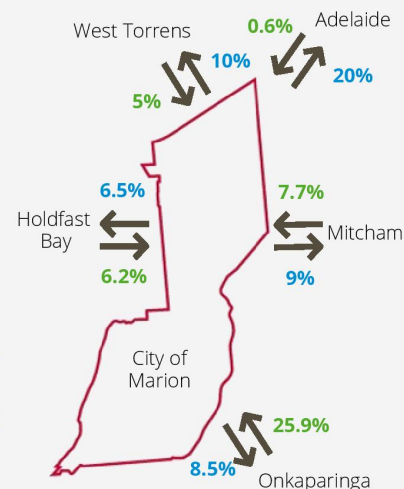 West Torrens
10%
5%
0.6%
Adelaide
20%
6.5%
Holdfast
Bay
6.2%
7.7%
Mitcham
9%
City of
Marion
25.9%
8.5%
Onkaparinga